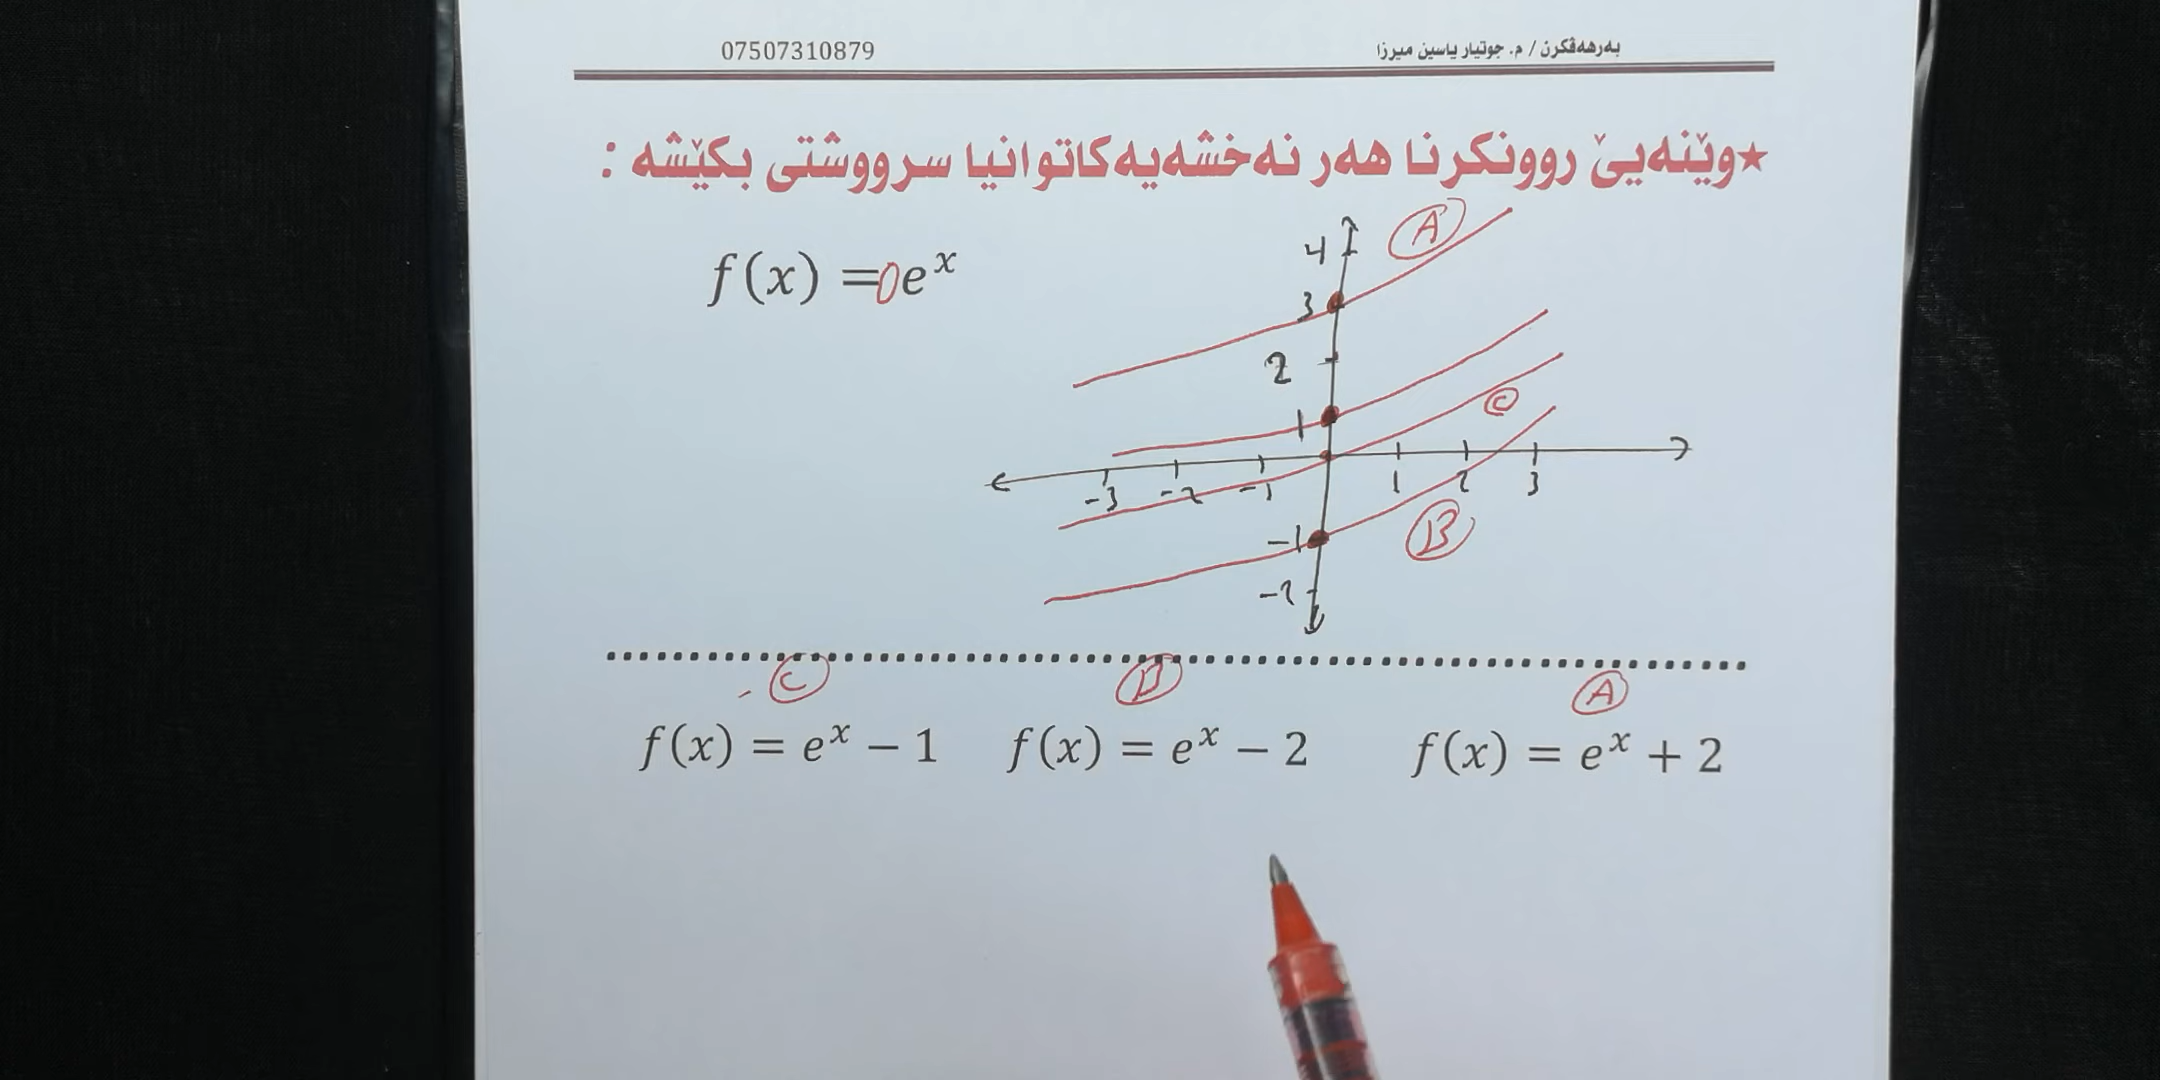 بەرهەڤکرن / م. جوتیار یاسین میرزا 07507310879
★وێنەیێ روونکرنا هەر نەخشەیەکاتوانیا سرووشتی بکێشە :
f(x) =0e^x
A
4
3
2
1
C
-3 -2 -1 1 2 3
-1 B
-2
C B A
f(x) = e^x − 1 f(x) = e^x − 2 f(x) = e^x + 2